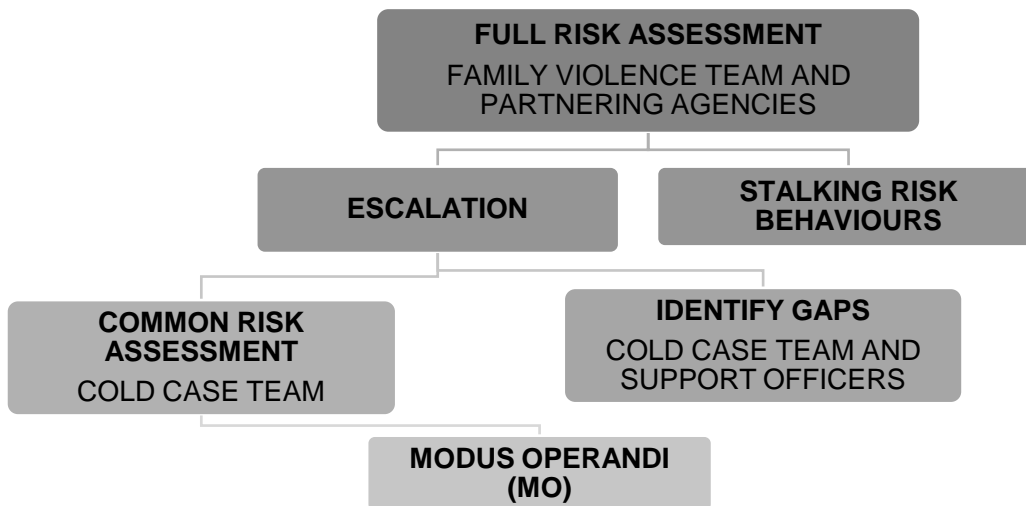 FULL RISK ASSESSMENT
FAMILY VIOLENCE TEAM AND
PARTNERING AGENCIES
ESCALATION
STALKING RISK
BEHAVIOURS
COMMON RISK
ASSESSMENT
COLD CASE TEAM
IDENTIFY GAPS
COLD CASE TEAM AND
SUPPORT OFFICERS
MODUS OPERANDI
(MO)